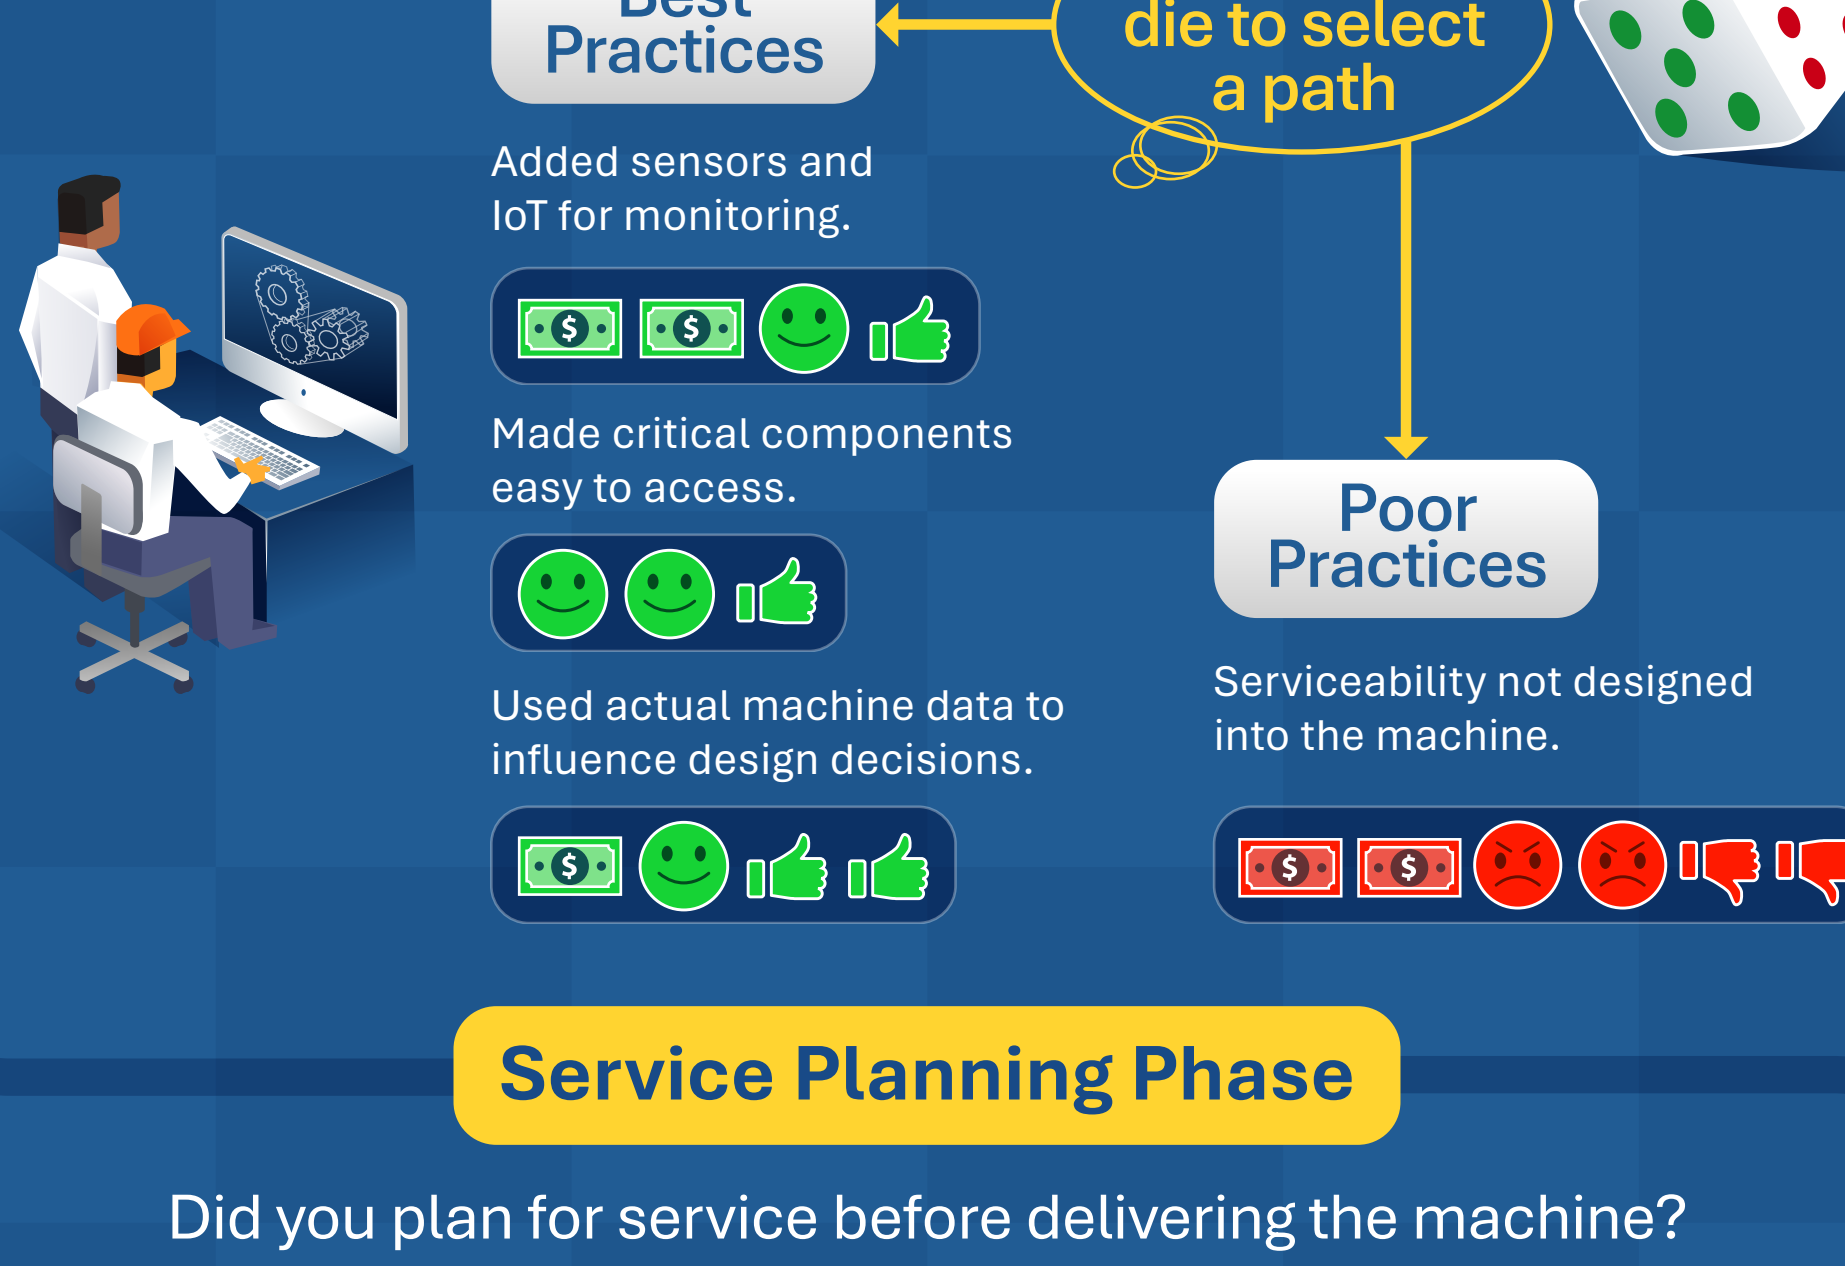 Best
Practices
die to select
a path
Added sensors and
IoT for monitoring.
$ $
Made critical components
easy to access.
Used actual machine data to
influence design decisions.
$
Poor
Practices
Serviceability not designed
into the machine.
$ $
Service Planning Phase
Did you plan for service before delivering the machine?